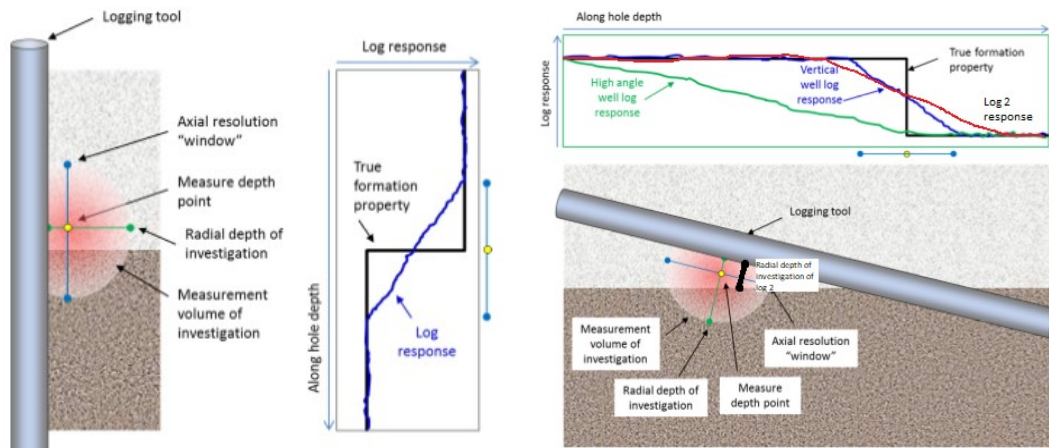 Logging tool
Axial resolution
"window"
Measure depth
point
Radial depth of
investigation
Measurement
volume of
investigation
Log response
Along hole depth
True
formation
property
Log
response
Along hole depth
Log response
High angle
well log
response
Vertical
well log
response
True formation
property
Log 2
response
Logging tool
Radial depth of
investigation
of log 2
Measurement
volume of
investigation
Radial depth of
investigation
Measure
depth point
Axial resolution
"window"